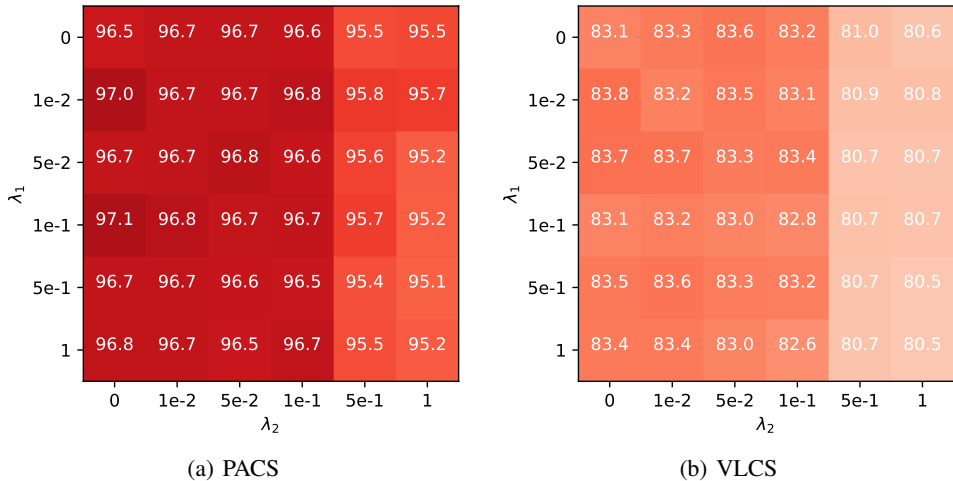 0 96.5 96.7 96.7 96.6 95.5 95.5
1e-2 97.0 96.7 96.7 96.8 95.8 95.7
5e-2 96.7 96.7 96.8 96.6 95.6 95.2
λ1
1e-1 97.1 96.8 96.7 96.7 95.7 95.2
5e-1 96.7 96.7 96.6 96.5 95.4 95.1
1 96.8 96.7 96.5 96.7 95.5 95.2
0 1e-2 5e-2 1e-1 5e-1 1
λ2
(a) PACS
0 83.1 83.3 83.6 83.2 81.0 80.6
1e-2 83.8 83.2 83.5 83.1 80.9 80.8
5e-2 83.7 83.7 83.3 83.4 80.7 80.7
λ1
1e-1 83.1 83.2 83.0 82.8 80.7 80.7
5e-1 83.5 83.6 83.3 83.2 80.7 80.5
1 83.4 83.4 83.0 82.6 80.7 80.5
0 1e-2 5e-2 1e-1 5e-1 1
λ2
(b) VLCS